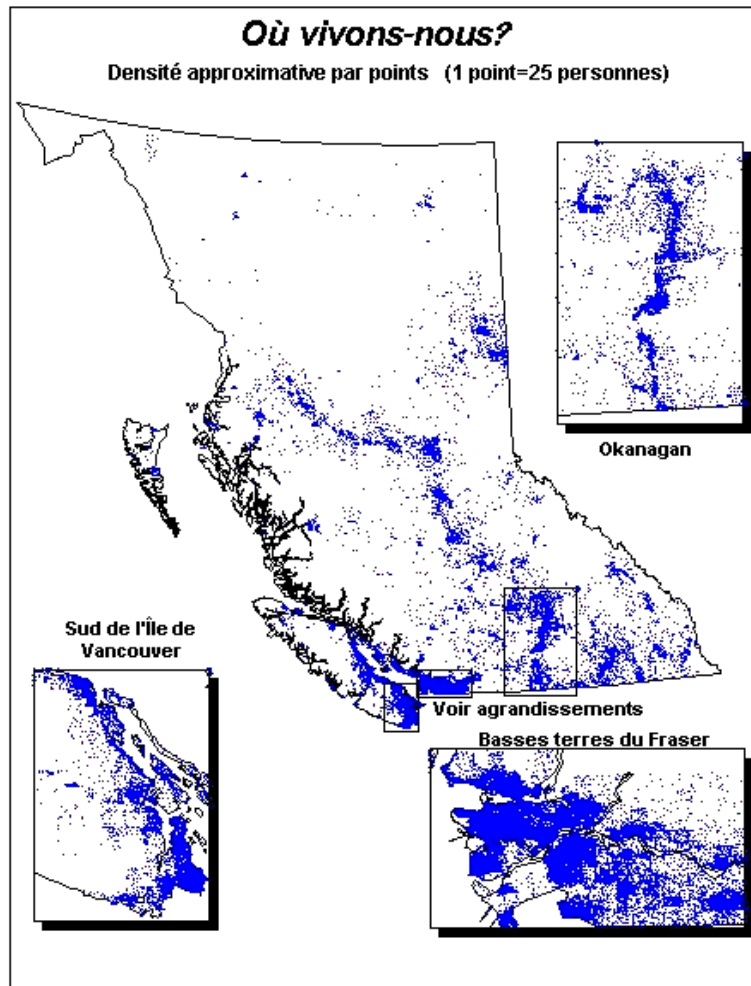 Où vivons-nous?
Densité approximative par points (1 point=25 personnes)
Okanagan
Sud de l'Île de
Vancouver
Voir agrandissements
Basses terres du Fraser